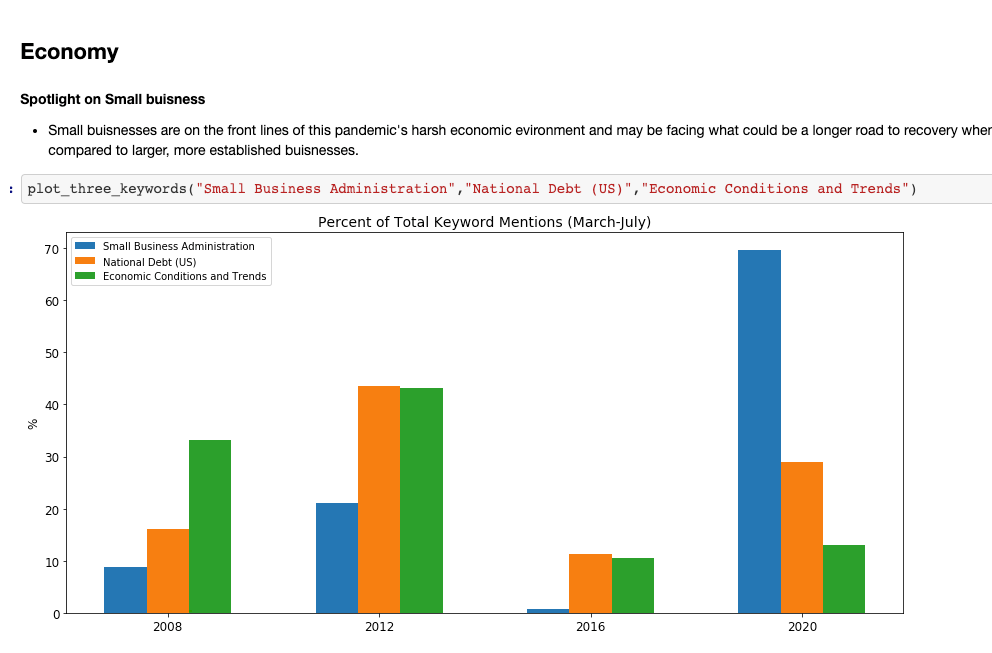 Economy
Spotlight on Small buisness
• Small buisnesses are on the front lines of this pandemic's harsh economic evironment and may be facing what could be a longer road to recovery when
compared to larger, more established buisnesses.
: plot_three_keywords("Small Business Administration","National Debt (US)","Economic Conditions and Trends")
Percent of Total Keyword Mentions (March-July)
Small Business Administration
National Debt (US)
Economic Conditions and Trends
70
60
50
40
%
30
20
10
0
2008 2012 2016 2020